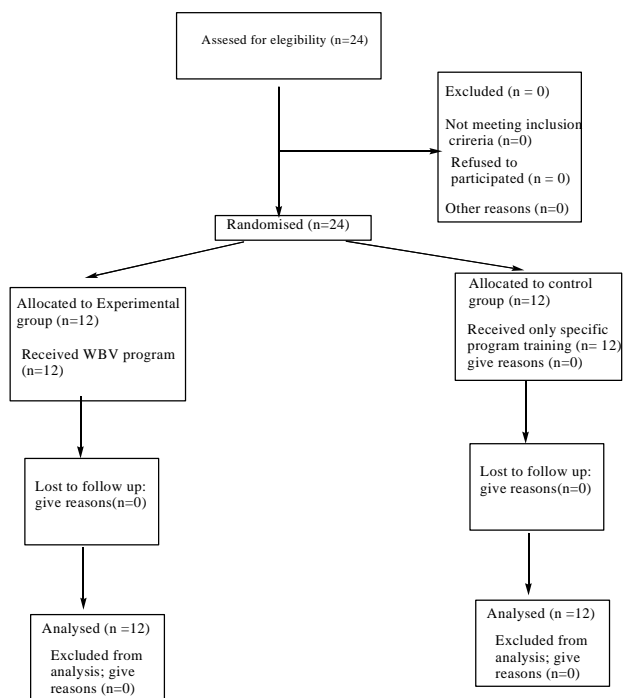 Assesed for elegibility (n=24)
Excluded (n = 0)
Not meeting inclusion
crireria (n=0)
Refused to
participated (n = 0)
Other reasons (n=0)
Randomised (n=24)
Allocated to Experimental
group (n=12)
Received WBV program
(n=12)
Allocated to control
group (n=12)
Received only specific
program training (n= 12)
give reasons (n=0)
Lost to follow up:
give reasons(n=0)
Lost to follow up:
give reasons (n=0)
Analysed (n =12)
Excluded from
analysis; give
reasons (n=0)
Analysed (n=12)
Excluded from
analysis; give
reasons (n=0)